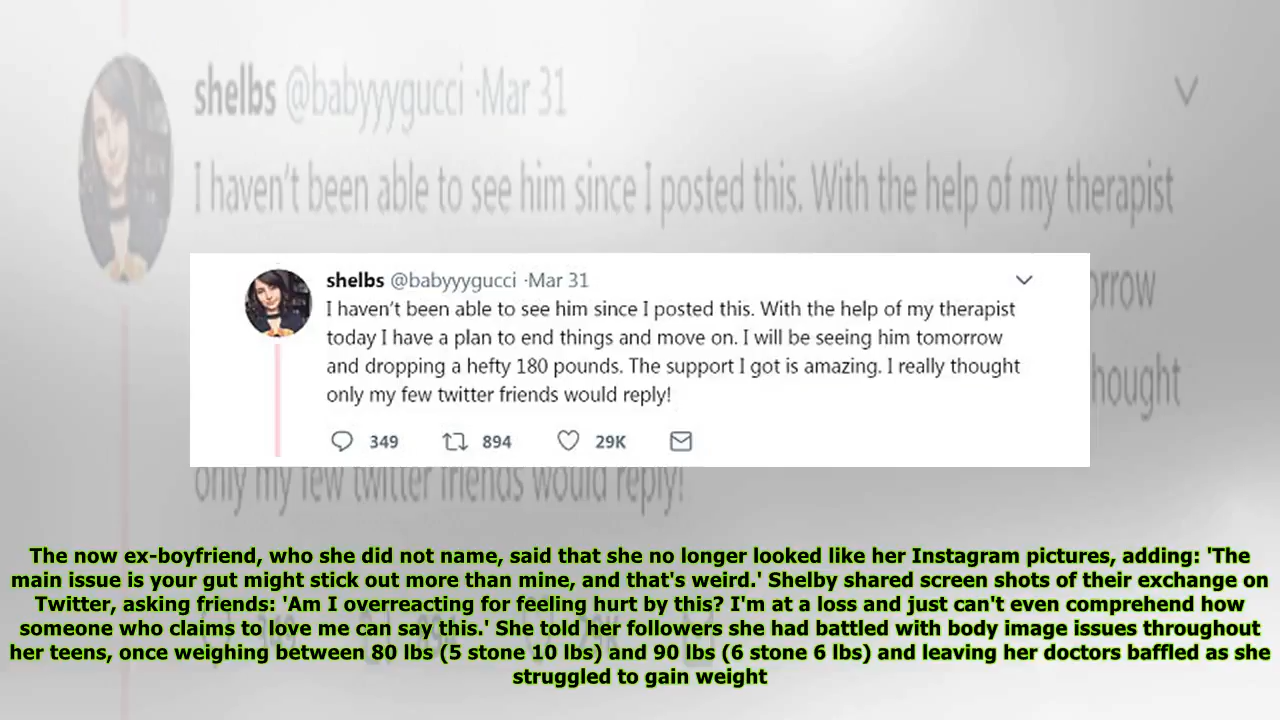 shelbs @babyyygucci ·Mar 31
I haven't been able to see him since I posted this. With the help of my therapist
orrow
hought
only my few twitter friends would reply!
shelbs @babyyygucci ·Mar 31
I haven't been able to see him since I posted this. With the help of my therapist
today I have a plan to end things and move on. I will be seeing him tomorrow
and dropping a hefty 180 pounds. The support I got is amazing. I really thought
only my few twitter friends would reply!
349 894 29K
The now ex-boyfriend, who she did not name, said that she no longer looked like her Instagram pictures, adding: 'The
main issue is your gut might stick out more than mine, and that's weird.' Shelby shared screen shots of their exchange on
Twitter, asking friends: 'Am I overreacting for feeling hurt by this? I'm at a loss and just can't even comprehend how
someone who claims to love me can say this.' She told her followers she had battled with body image issues throughout
her teens, once weighing between 80 lbs (5 stone 10 lbs) and 90 lbs (6 stone 6 lbs) and leaving her doctors baffled as she
struggled to gain weight